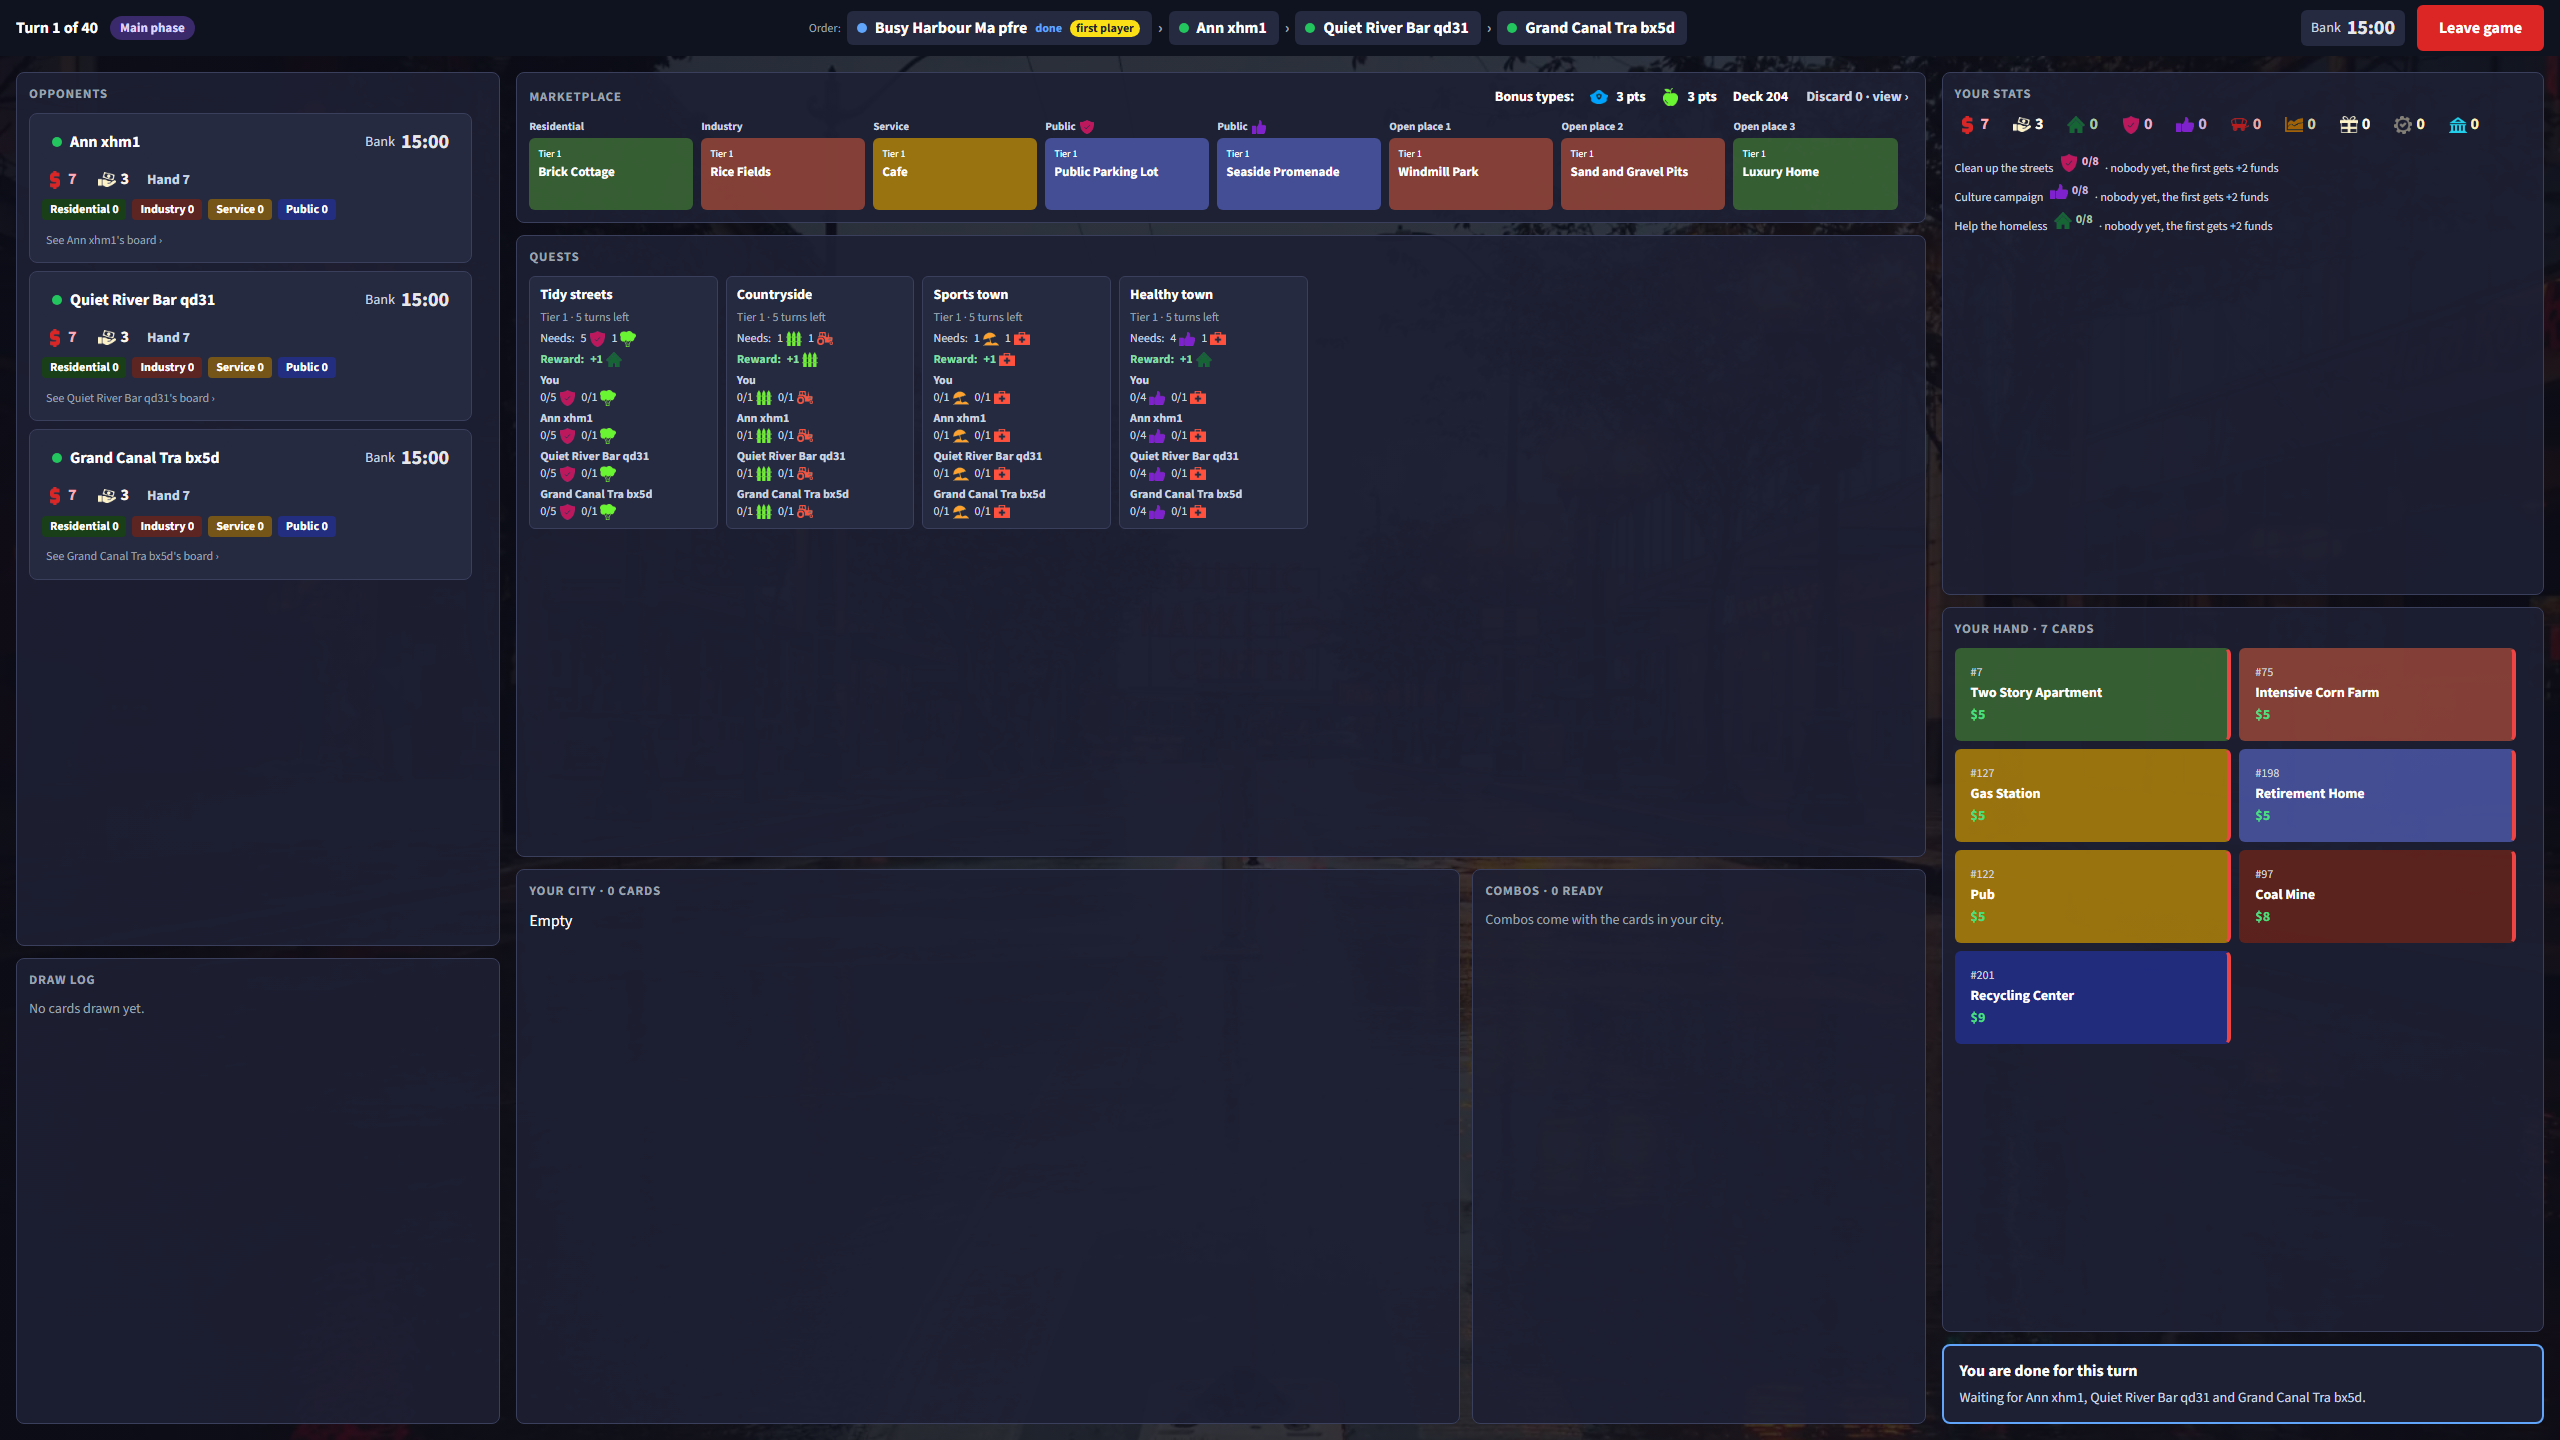 Turn 1 of 40 Main phase
Order: Busy Harbour Ma pfre done first player › Ann xhm1 › Quiet River Bar qd31 › Grand Canal Tra bx5d
Bank 15:00 Leave game
OPPONENTS
Ann xhm1 Bank 15:00
7 3 Hand 7
Residential 0 Industry 0 Service 0 Public 0
See Ann xhm1's board ›
Quiet River Bar qd31 Bank 15:00
7 3 Hand 7
Residential 0 Industry 0 Service 0 Public 0
See Quiet River Bar qd31's board ›
Grand Canal Tra bx5d Bank 15:00
7 3 Hand 7
Residential 0 Industry 0 Service 0 Public 0
See Grand Canal Tra bx5d's board ›
DRAW LOG
No cards drawn yet.
MARKETPLACE
Bonus types: 3 pts 3 pts Deck 204 Discard 0 · view ›
Residential Industry Service Public Public Open place 1 Open place 2 Open place 3
Tier 1 Tier 1 Tier 1 Tier 1 Tier 1 Tier 1 Tier 1 Tier 1
Brick Cottage Rice Fields Cafe Public Parking Lot Seaside Promenade Windmill Park Sand and Gravel Pits Luxury Home
QUESTS
Tidy streets
Tier 1 · 5 turns left
Needs: 5 1
Reward: +1
You
0/5 0/1
Ann xhm1
0/5 0/1
Quiet River Bar qd31
0/5 0/1
Grand Canal Tra bx5d
0/5 0/1
Countryside
Tier 1 · 5 turns left
Needs: 1 1
Reward: +1
You
0/1 0/1
Ann xhm1
0/1 0/1
Quiet River Bar qd31
0/1 0/1
Grand Canal Tra bx5d
0/1 0/1
Sports town
Tier 1 · 5 turns left
Needs: 1 1
Reward: +1
You
0/1 0/1
Ann xhm1
0/1 0/1
Quiet River Bar qd31
0/1 0/1
Grand Canal Tra bx5d
0/1 0/1
Healthy town
Tier 1 · 5 turns left
Needs: 4 1
Reward: +1
You
0/4 0/1
Ann xhm1
0/4 0/1
Quiet River Bar qd31
0/4 0/1
Grand Canal Tra bx5d
0/4 0/1
YOUR CITY · 0 CARDS
Empty
COMBOS · 0 READY
Combos come with the cards in your city.
YOUR STATS
7 3 0 0 0 0 0 0 0 0
Clean up the streets 0/8 · nobody yet, the first gets +2 funds
Culture campaign 0/8 · nobody yet, the first gets +2 funds
Help the homeless 0/8 · nobody yet, the first gets +2 funds
YOUR HAND · 7 CARDS
#7
Two Story Apartment
$5
#75
Intensive Corn Farm
$5
#127
Gas Station
$5
#198
Retirement Home
$5
#122
Pub
$5
#97
Coal Mine
$8
#201
Recycling Center
$9
You are done for this turn
Waiting for Ann xhm1, Quiet River Bar qd31 and Grand Canal Tra bx5d.